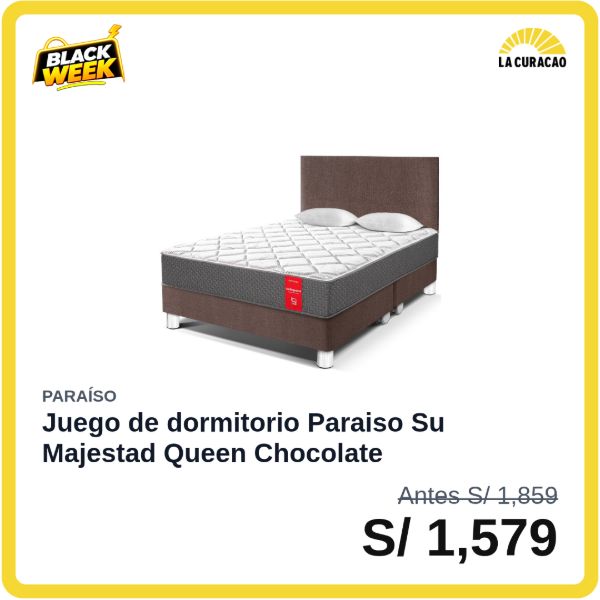 BLACK
WEEK
LA CURACAO
PARAÍSO
Juego de dormitorio Paraiso Su
Majestad Queen Chocolate
Antes S/ 1,859
S/ 1,579